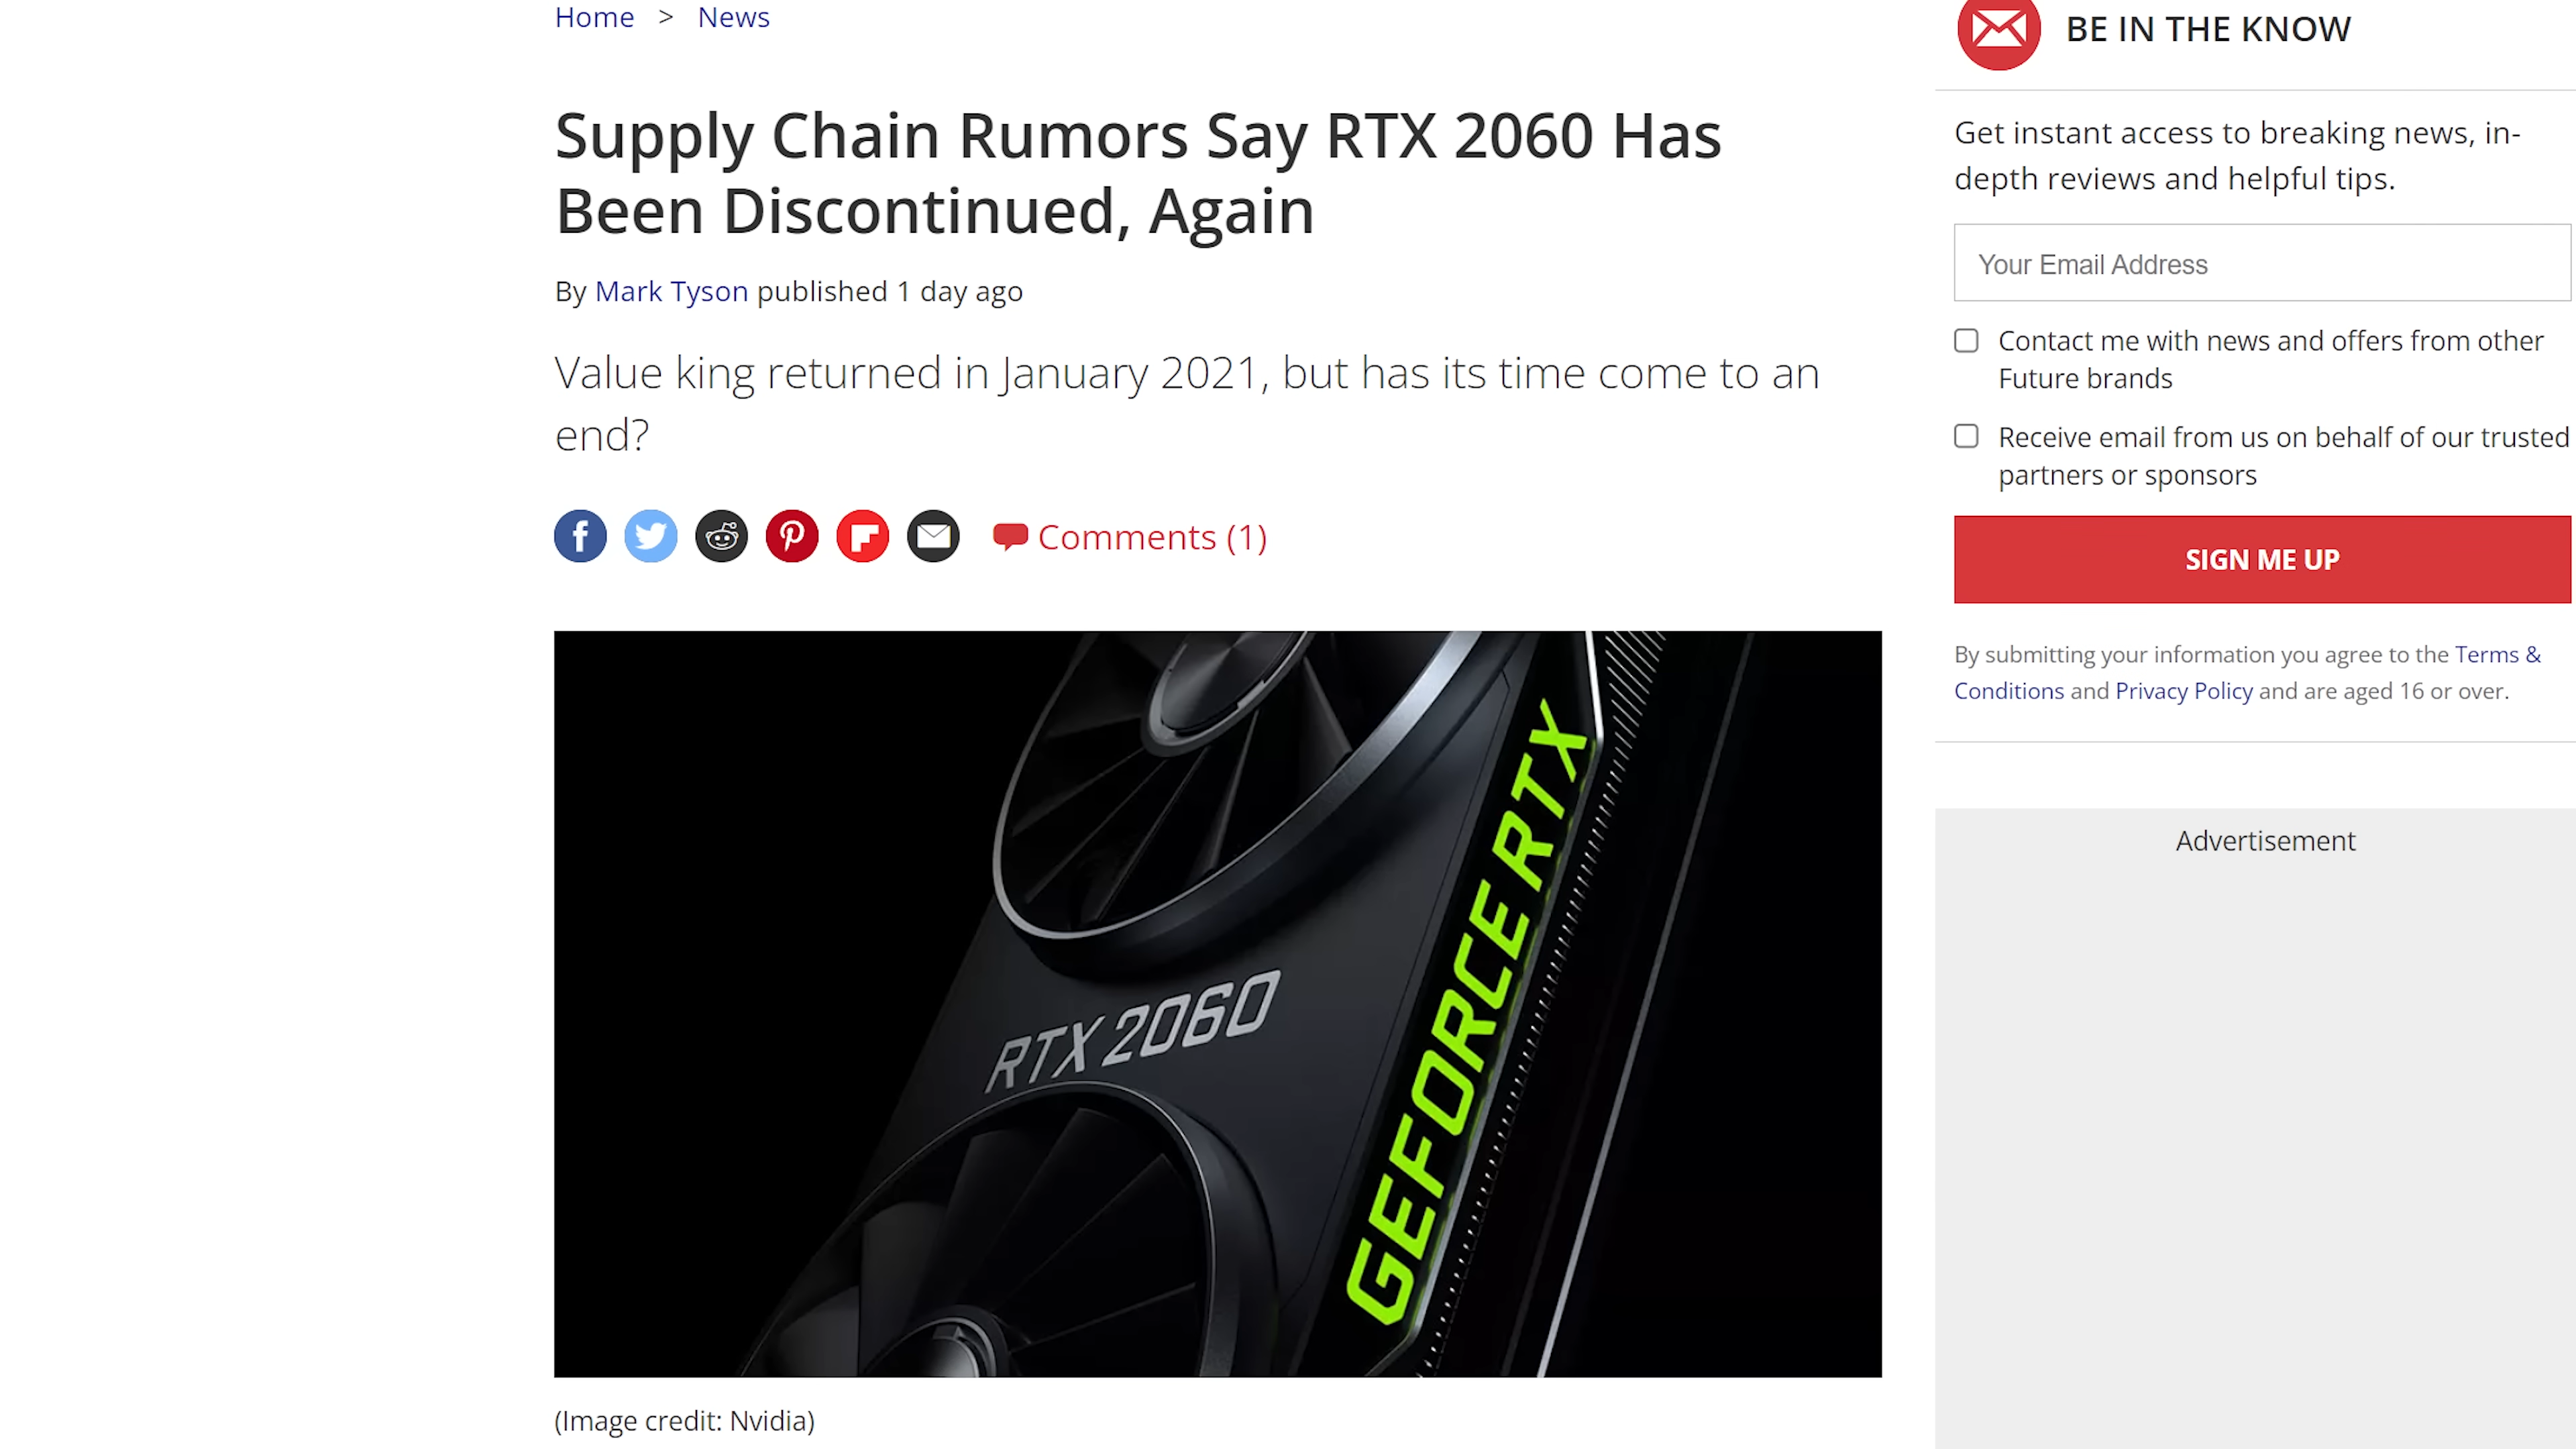 Home > News
Supply Chain Rumors Say RTX 2060 Has
Been Discontinued, Again
By Mark Tyson published 1 day ago
Value king returned in January 2021, but has its time come to an
end?
Comments (1)
RTX 2060
GEFORCE RTX
(Image credit: Nvidia)
BE IN THE KNOW
Get instant access to breaking news, in-
depth reviews and helpful tips.
Your Email Address
Contact me with news and offers from other
Future brands
Receive email from us on behalf of our trusted
partners or sponsors
SIGN ME UP
By submitting your information you agree to the Terms &
Conditions and Privacy Policy and are aged 16 or over.
Advertisement